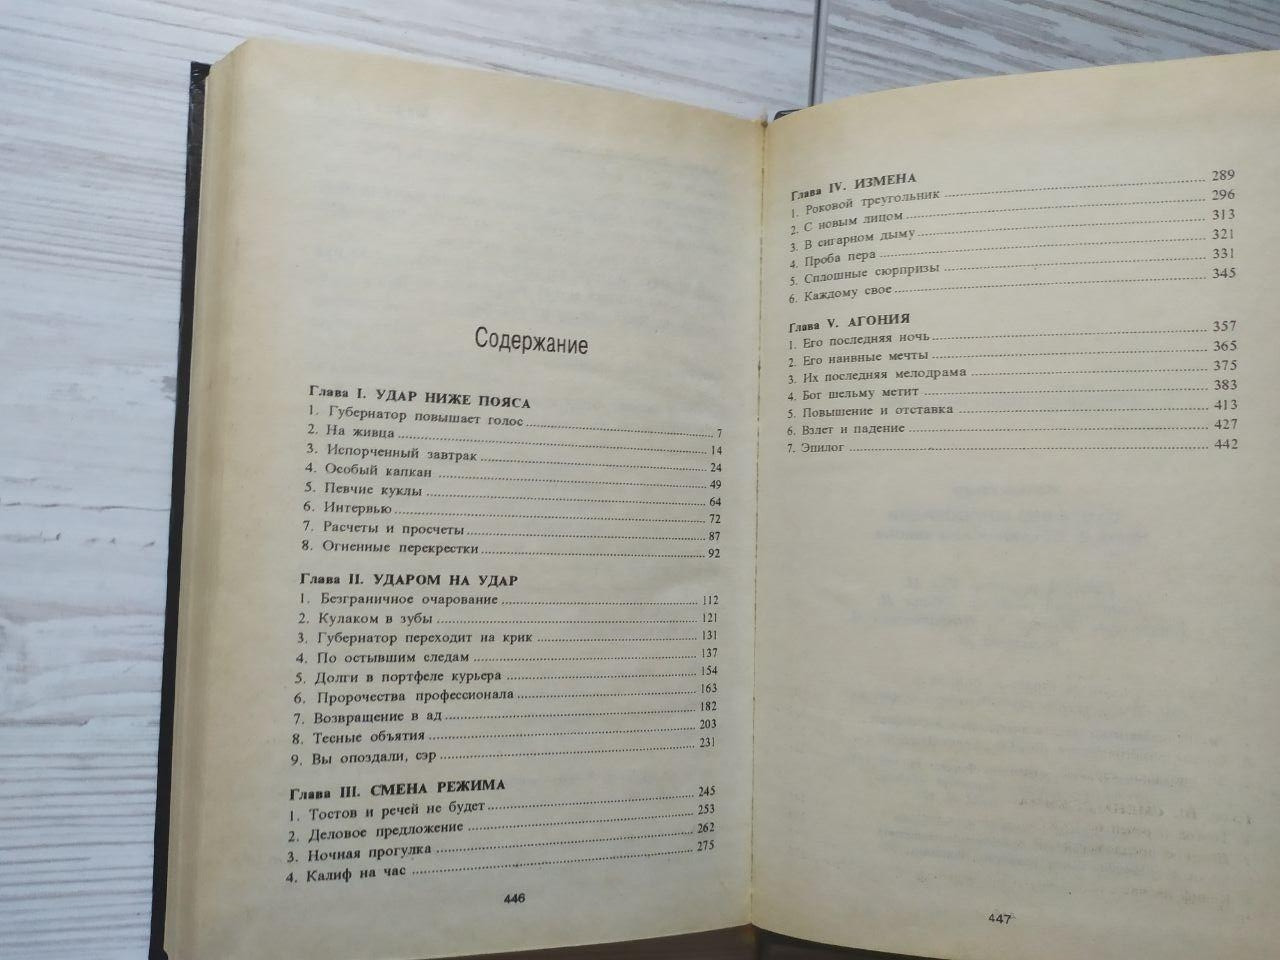 Содержание
Глава I. УДАР НИЖЕ ПОЯСА
1. Губернатор повышает голос 7
2. На живца 14
3. Испорченный завтрак 24
4. Особый капкан 49
5. Певчие куклы 64
6. Интервью 72
7. Расчеты и просчеты 87
8. Огненные перекрестки 92
Глава II. УДАРОМ НА УДАР
1. Безграничное очарование 112
2. Кулаком в зубы 121
3. Губернатор переходит на крик 131
4. По остывшим следам 137
5. Долги в портфеле курьера 154
6. Пророчества профессионала 163
7. Возвращение в ад 182
8. Тесные объятия 203
9. Вы опоздали, сэр 231
Глава III. СМЕНА РЕЖИМА
1. Тостов и речей не будет 245
2. Деловое предложение 253
3. Ночная прогулка 262
4. Калиф на час 275
446
Глава IV. ИЗМЕНА
1. Роковой треугольник 289
2. С новым лицом 296
3. В сигарном дыму 313
4. Проба пера 321
5. Сплошные сюрпризы 331
6. Каждому свое 345
Глава V. АГОНИЯ
1. Его последняя ночь 357
2. Его наивные мечты 365
3. Их последняя мелодрама 375
4. Бог шельму метит 383
5. Повышение и отставка 413
6. Взлет и падение 427
7. Эпилог 442
447